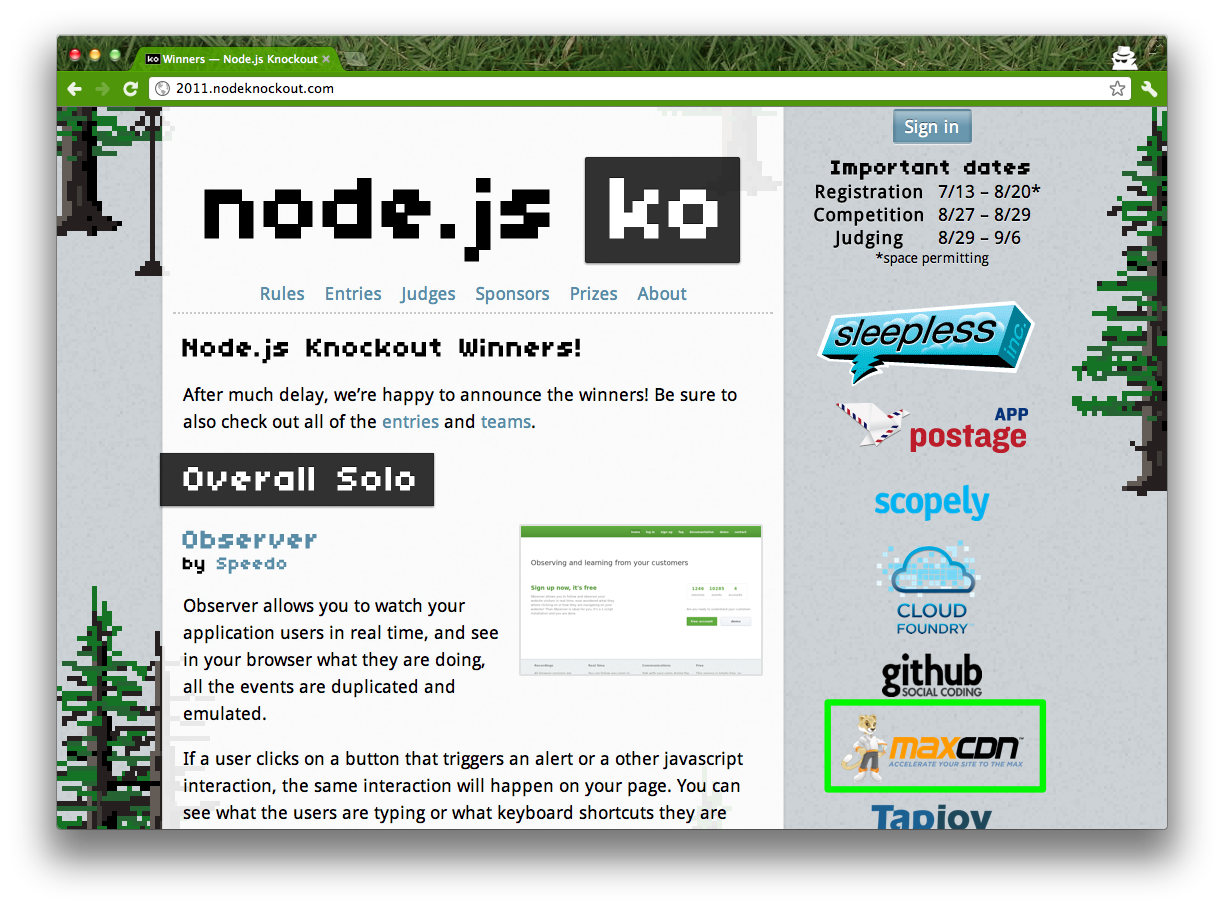 ko Winners — Node.js Knockout
2011.nodeknockout.com
node.js ko
Rules Entries Judges Sponsors Prizes About
Node.js Knockout Winners!
After much delay, we're happy to announce the winners! Be sure to
also check out all of the entries and teams.
Overall Solo
Observer
by Speedo
Observer allows you to watch your
application users in real time, and see
in your browser what they are doing,
all the events are duplicated and
emulated.
Observing and learning from your customers
Sign up now, it's free
1246 10285 4
If a user clicks on a button that triggers an alert or a other javascript
interaction, the same interaction will happen on your page. You can
see what the users are typing or what keyboard shortcuts they are
Sign in
Important dates
Registration 7/13 – 8/20*
Competition 8/27 – 8/29
Judging 8/29 – 9/6
*space permitting
sleepless inc.
APP
postage
scopely
CLOUD
FOUNDRY
github
SOCIAL CODING
maxcdn™
ACCELERATE YOUR SITE TO THE MAX
Tapjoy